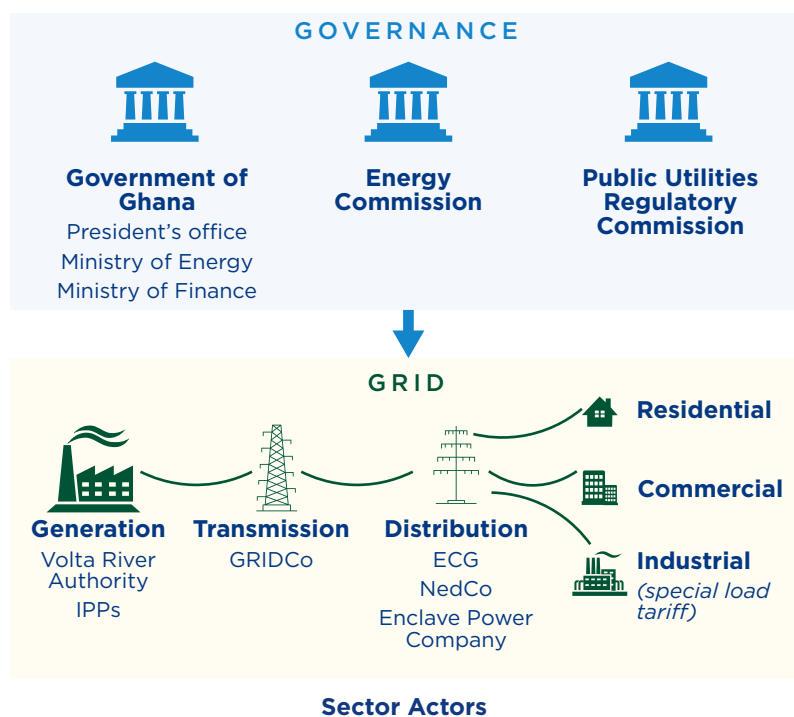 GOVERNANCE
Government of
Ghana
President's office
Ministry of Energy
Ministry of Finance
Energy
Commission
Public Utilities
Regulatory
Commission
GRID
Generation
Volta River
Authority
IPPs
Transmission
GRIDCo
Distribution
ECG
NedCo
Enclave Power
Company
Residential
Commercial
Industrial
(special load
tariff)
Sector Actors